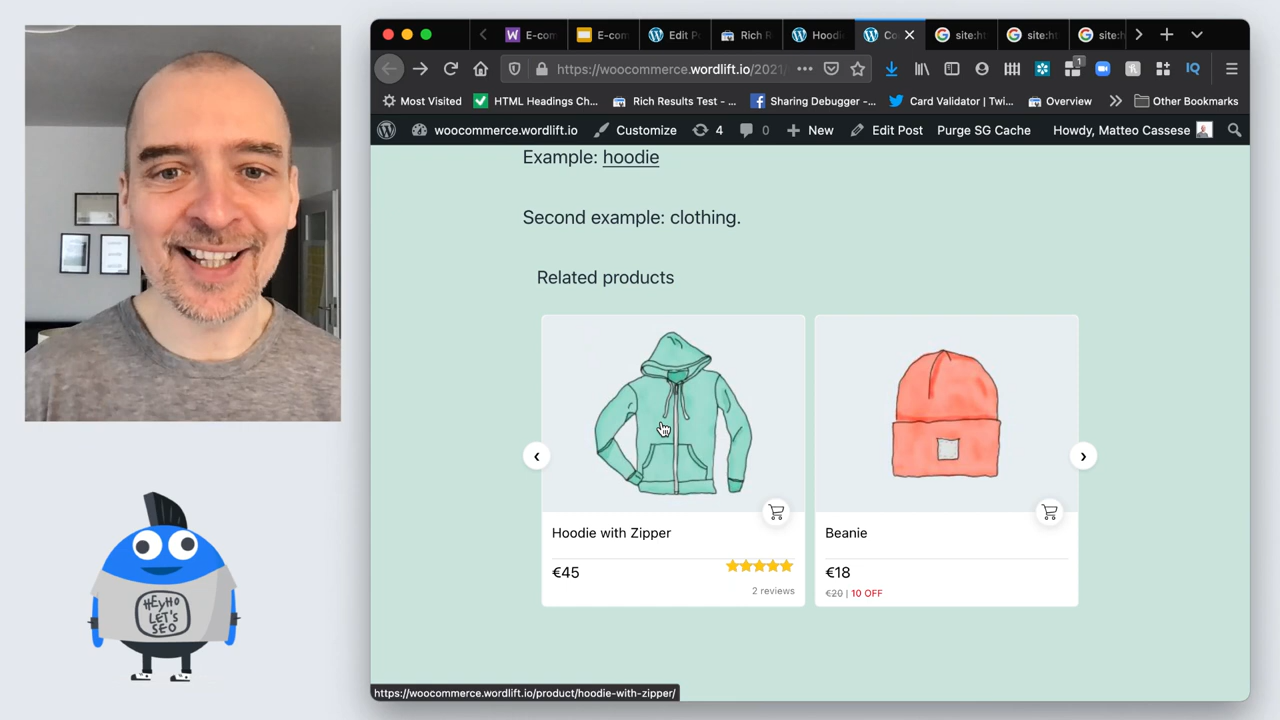 E-com
E-com
Edit P
Rich R
Hoodi
Co
site:ht
site:ht
site:h
https://woocommerce.wordlift.io/2021/
1
IQ
Most Visited
HTML Headings Ch...
Rich Results Test - ...
Sharing Debugger -...
Card Validator | Twi...
Overview
Other Bookmarks
woocommerce.wordlift.io
Customize
4
0
New
Edit Post
Purge SG Cache
Howdy, Matteo Cassese
Example: hoodie
Second example: clothing.
Related products
Hoodie with Zipper
Beanie
€45
€18
2 reviews
€20 | 10 OFF
HEYHO
LET'S
SEO
https://woocommerce.wordlift.io/product/hoodie-with-zipper/